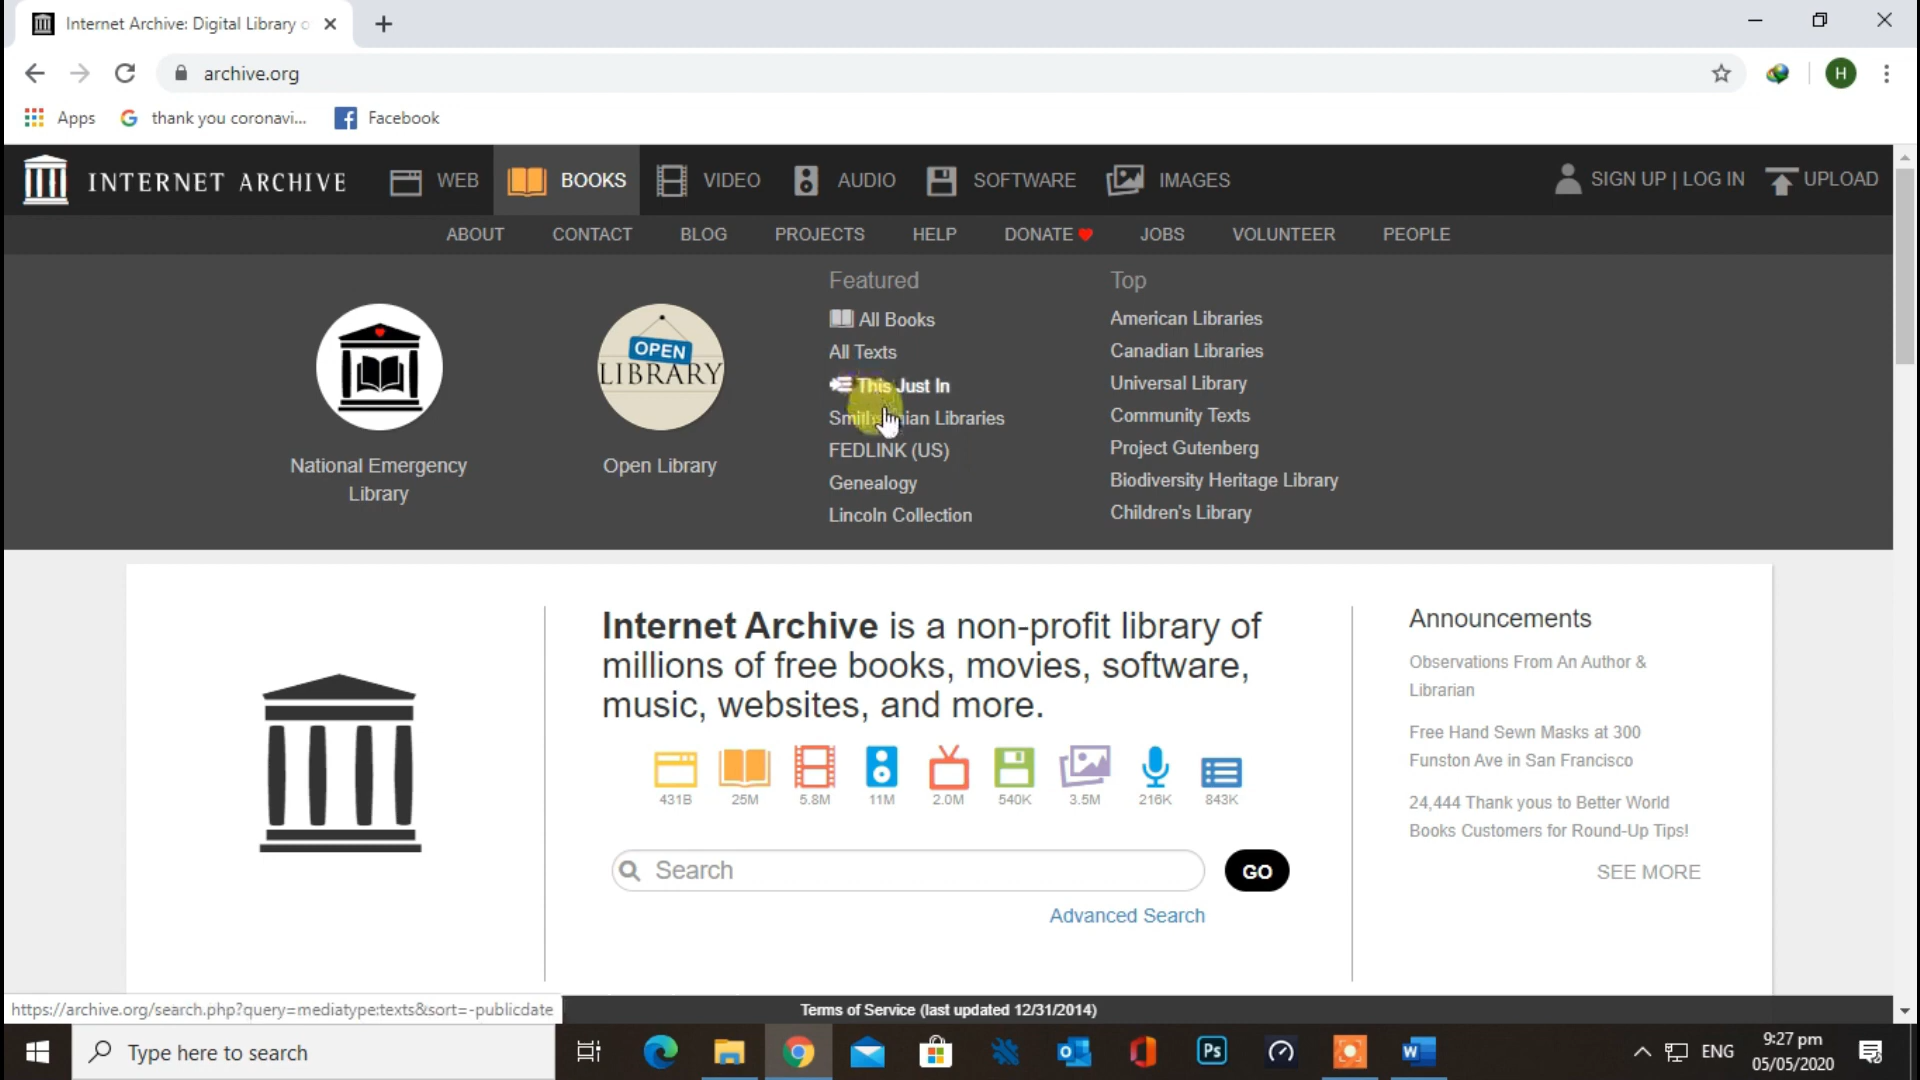 Internet Archive: Digital Library o
archive.org
H
Apps
thank you coronavi...
Facebook
INTERNET ARCHIVE
WEB
BOOKS
VIDEO
AUDIO
SOFTWARE
IMAGES
SIGN UP | LOG IN
UPLOAD
ABOUT
CONTACT
BLOG
PROJECTS
HELP
DONATE
JOBS
VOLUNTEER
PEOPLE
OPEN
LIBRARY
National Emergency
Library
Open Library
Featured
All Books
All Texts
This Just In
Libraries
FEDLINK (US)
Genealogy
Lincoln Collection
Top
American Libraries
Canadian Libraries
Universal Library
Community Texts
Project Gutenberg
Biodiversity Heritage Library
Children's Library
Internet Archive is a non-profit library of
millions of free books, movies, software,
music, websites, and more.
431B
25M
5.8M
11M
2.0M
540K
3.5M
216K
843K
Search
GO
Advanced Search
Announcements
Observations From An Author &
Librarian
Free Hand Sewn Masks at 300
Funston Ave in San Francisco
24,444 Thank yous to Better World
Books Customers for Round-Up Tips!
SEE MORE
https://archive.org/search.php?query=mediatype:texts&sort=-publicdate
Terms of Service (last updated 12/31/2014)
Type here to search
Ps
W
ENG
9:27 pm
05/05/2020